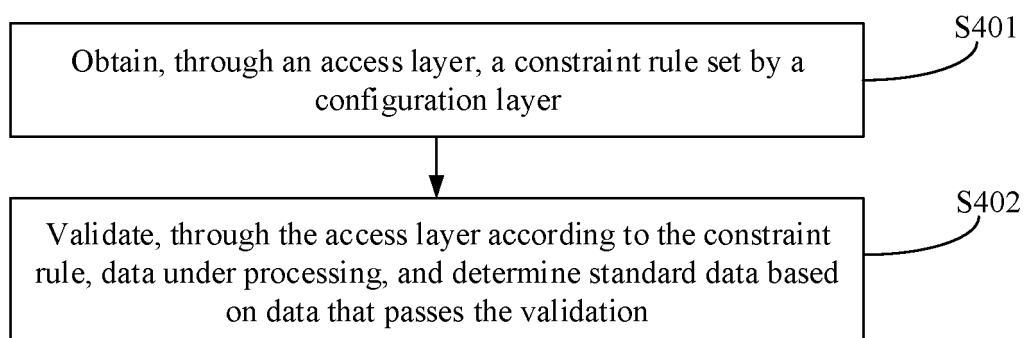 S401
Obtain, through an access layer, a constraint rule set by a
configuration layer
S402
Validate, through the access layer according to the constraint
rule, data under processing, and determine standard data based
on data that passes the validation